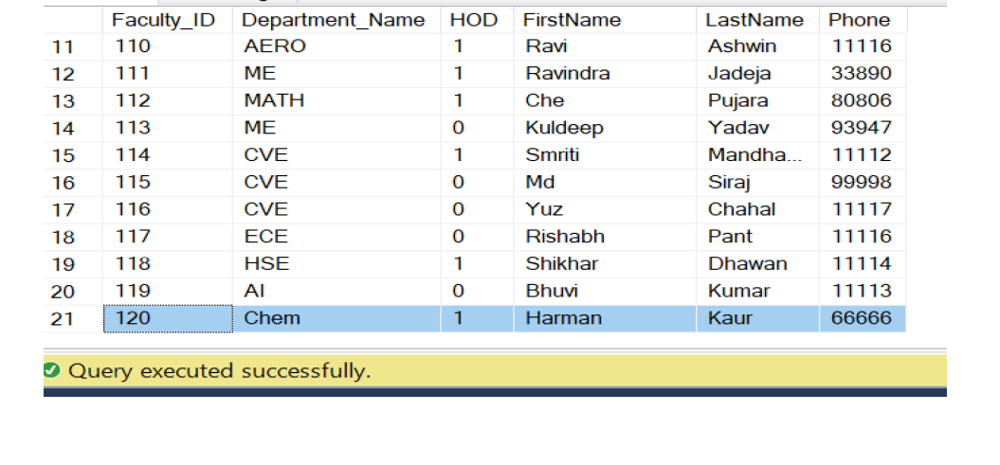 Faculty_ID Department_Name HOD FirstName LastName Phone
11 110 AERO 1 Ravi Ashwin 11116
12 111 ME 1 Ravindra Jadeja 33890
13 112 MATH 1 Che Pujara 80806
14 113 ME 0 Kuldeep Yadav 93947
15 114 CVE 1 Smriti Mandha... 11112
16 115 CVE 0 Md Siraj 99998
17 116 CVE 0 Yuz Chahal 11117
18 117 ECE 0 Rishabh Pant 11116
19 118 HSE 1 Shikhar Dhawan 11114
20 119 AI 0 Bhuvi Kumar 11113
21 120 Chem 1 Harman Kaur 66666
Query executed successfully.